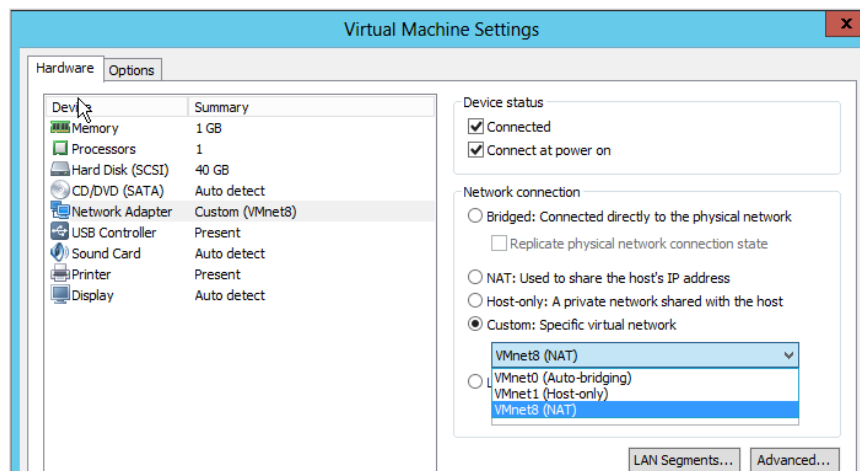 Virtual Machine Settings
x
Hardware Options
Device Summary
Memory 1 GB
Processors 1
Hard Disk (SCSI) 40 GB
CD/DVD (SATA) Auto detect
Network Adapter Custom (VMnet8)
USB Controller Present
Sound Card Auto detect
Printer Present
Display Auto detect
Device status
Connected
Connect at power on
Network connection
Bridged: Connected directly to the physical network
Replicate physical network connection state
NAT: Used to share the host's IP address
Host-only: A private network shared with the host
Custom: Specific virtual network
VMnet8 (NAT)
VMnet0 (Auto-bridging)
VMnet1 (Host-only)
VMnet8 (NAT)
LAN Segments... Advanced...